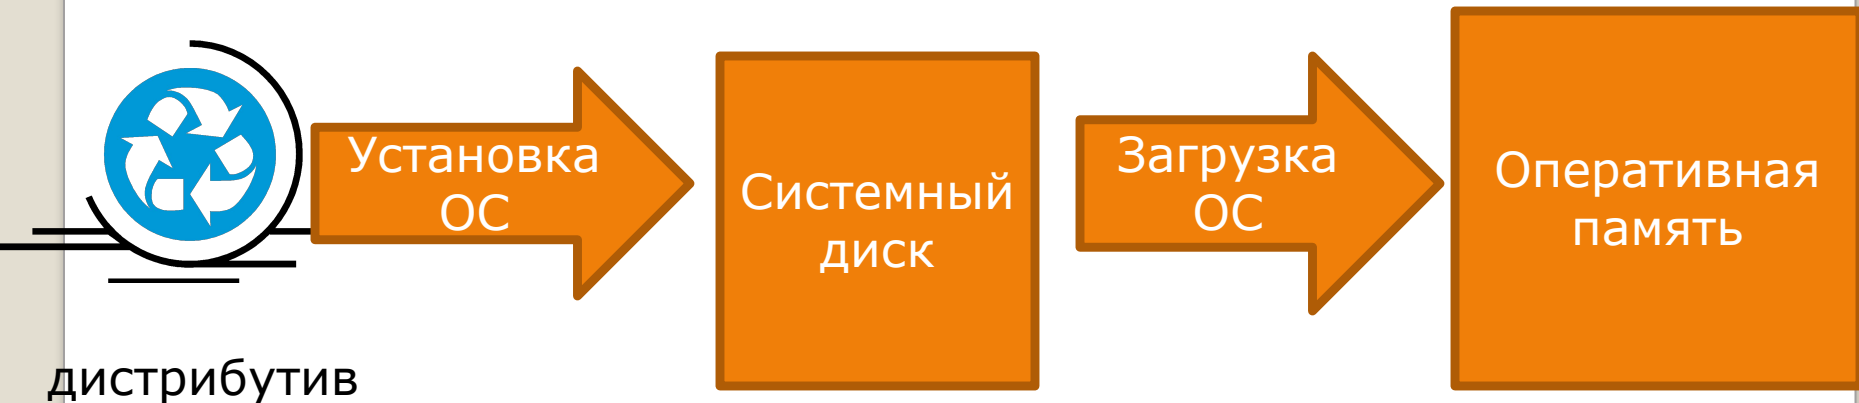 Установка
ОС
Системный
диск
Загрузка
ОС
Оперативная
память
дистрибутив